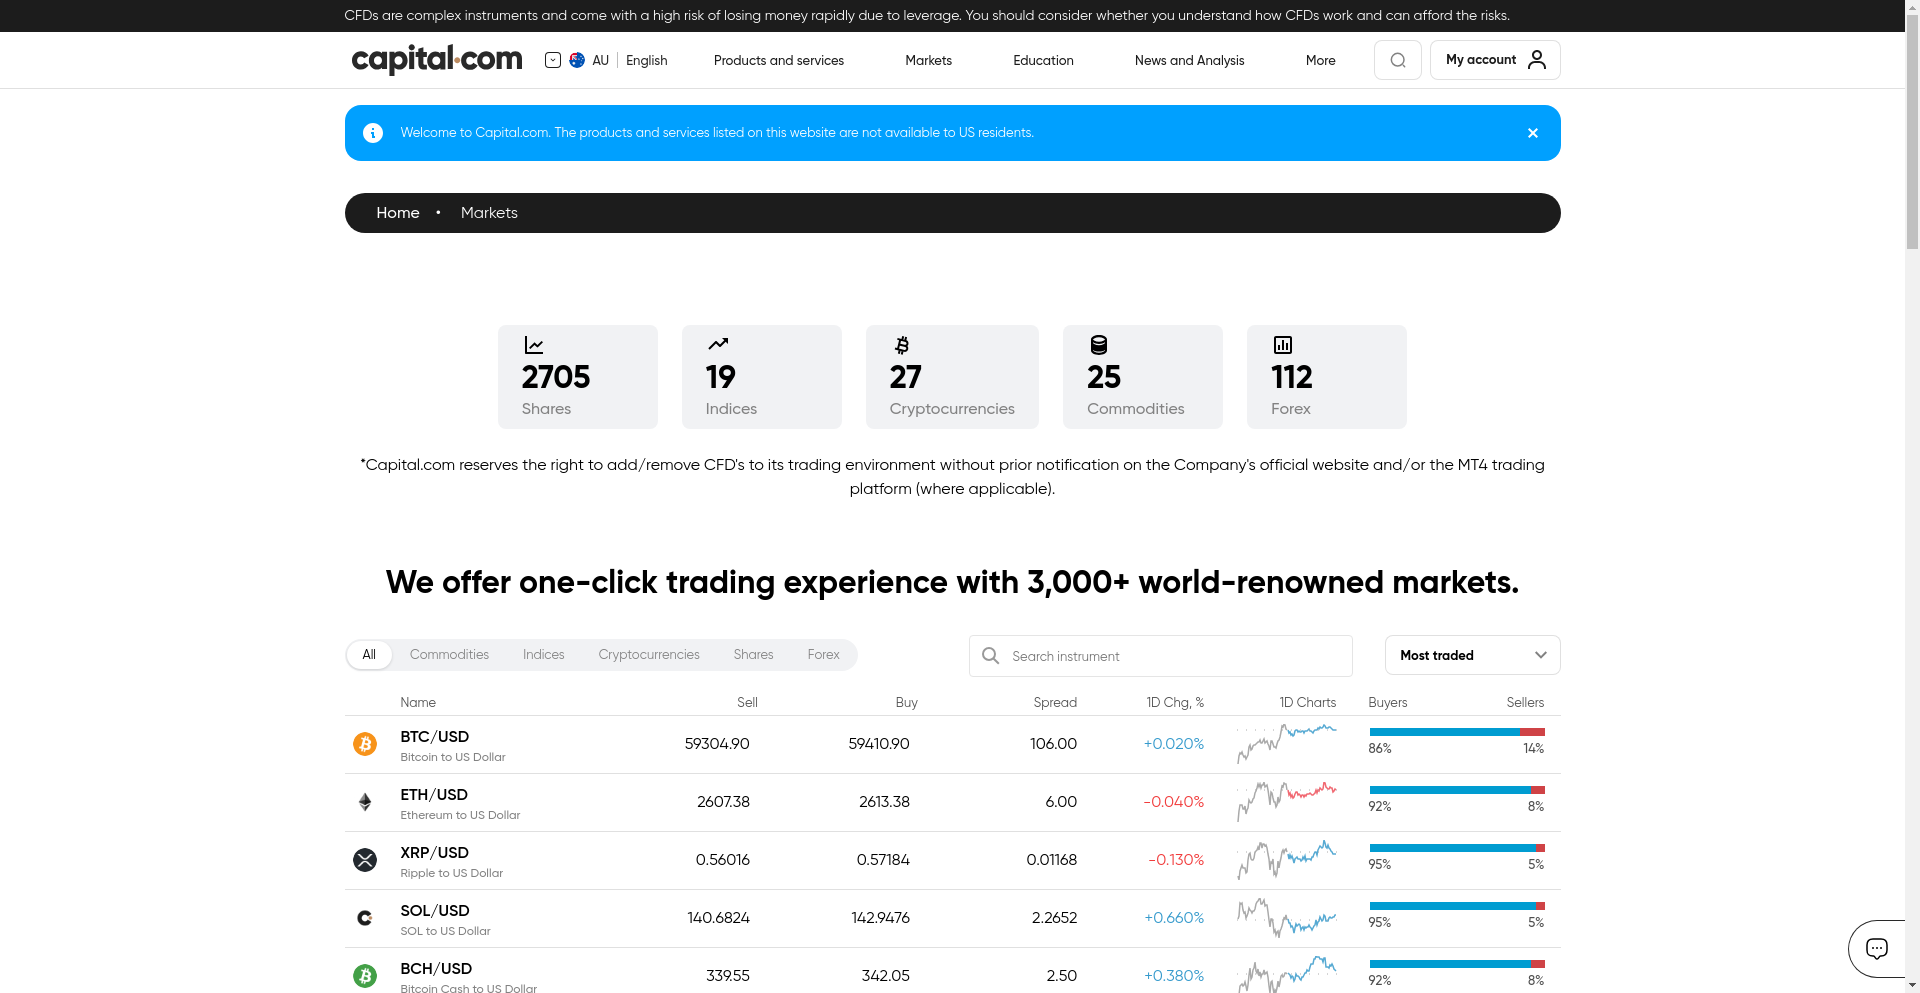 CFDs are complex instruments and come with a high risk of losing money rapidly due to leverage. You should consider whether you understand how CFDs work and can afford the risks.
capital.com
AU English
Products and services
Markets
Education
News and Analysis
More
My account
Welcome to Capital.com. The products and services listed on this website are not available to US residents.
Home • Markets
2705
Shares
19
Indices
27
Cryptocurrencies
25
Commodities
112
Forex
*Capital.com reserves the right to add/remove CFD's to its trading environment without prior notification on the Company's official website and/or the MT4 trading
platform (where applicable).
We offer one-click trading experience with 3,000+ world-renowned markets.
All Commodities Indices Cryptocurrencies Shares Forex
Search instrument
Most traded
Name Sell Buy Spread 1D Chg, % 1D Charts Buyers Sellers
BTC/USD
Bitcoin to US Dollar
59304.90 59410.90 106.00 +0.020% 86% 14%
ETH/USD
Ethereum to US Dollar
2607.38 2613.38 6.00 -0.040% 92% 8%
XRP/USD
Ripple to US Dollar
0.56016 0.57184 0.01168 -0.130% 95% 5%
SOL/USD
SOL to US Dollar
140.6824 142.9476 2.2652 +0.660% 95% 5%
BCH/USD
Bitcoin Cash to US Dollar
339.55 342.05 2.50 +0.380% 92% 8%